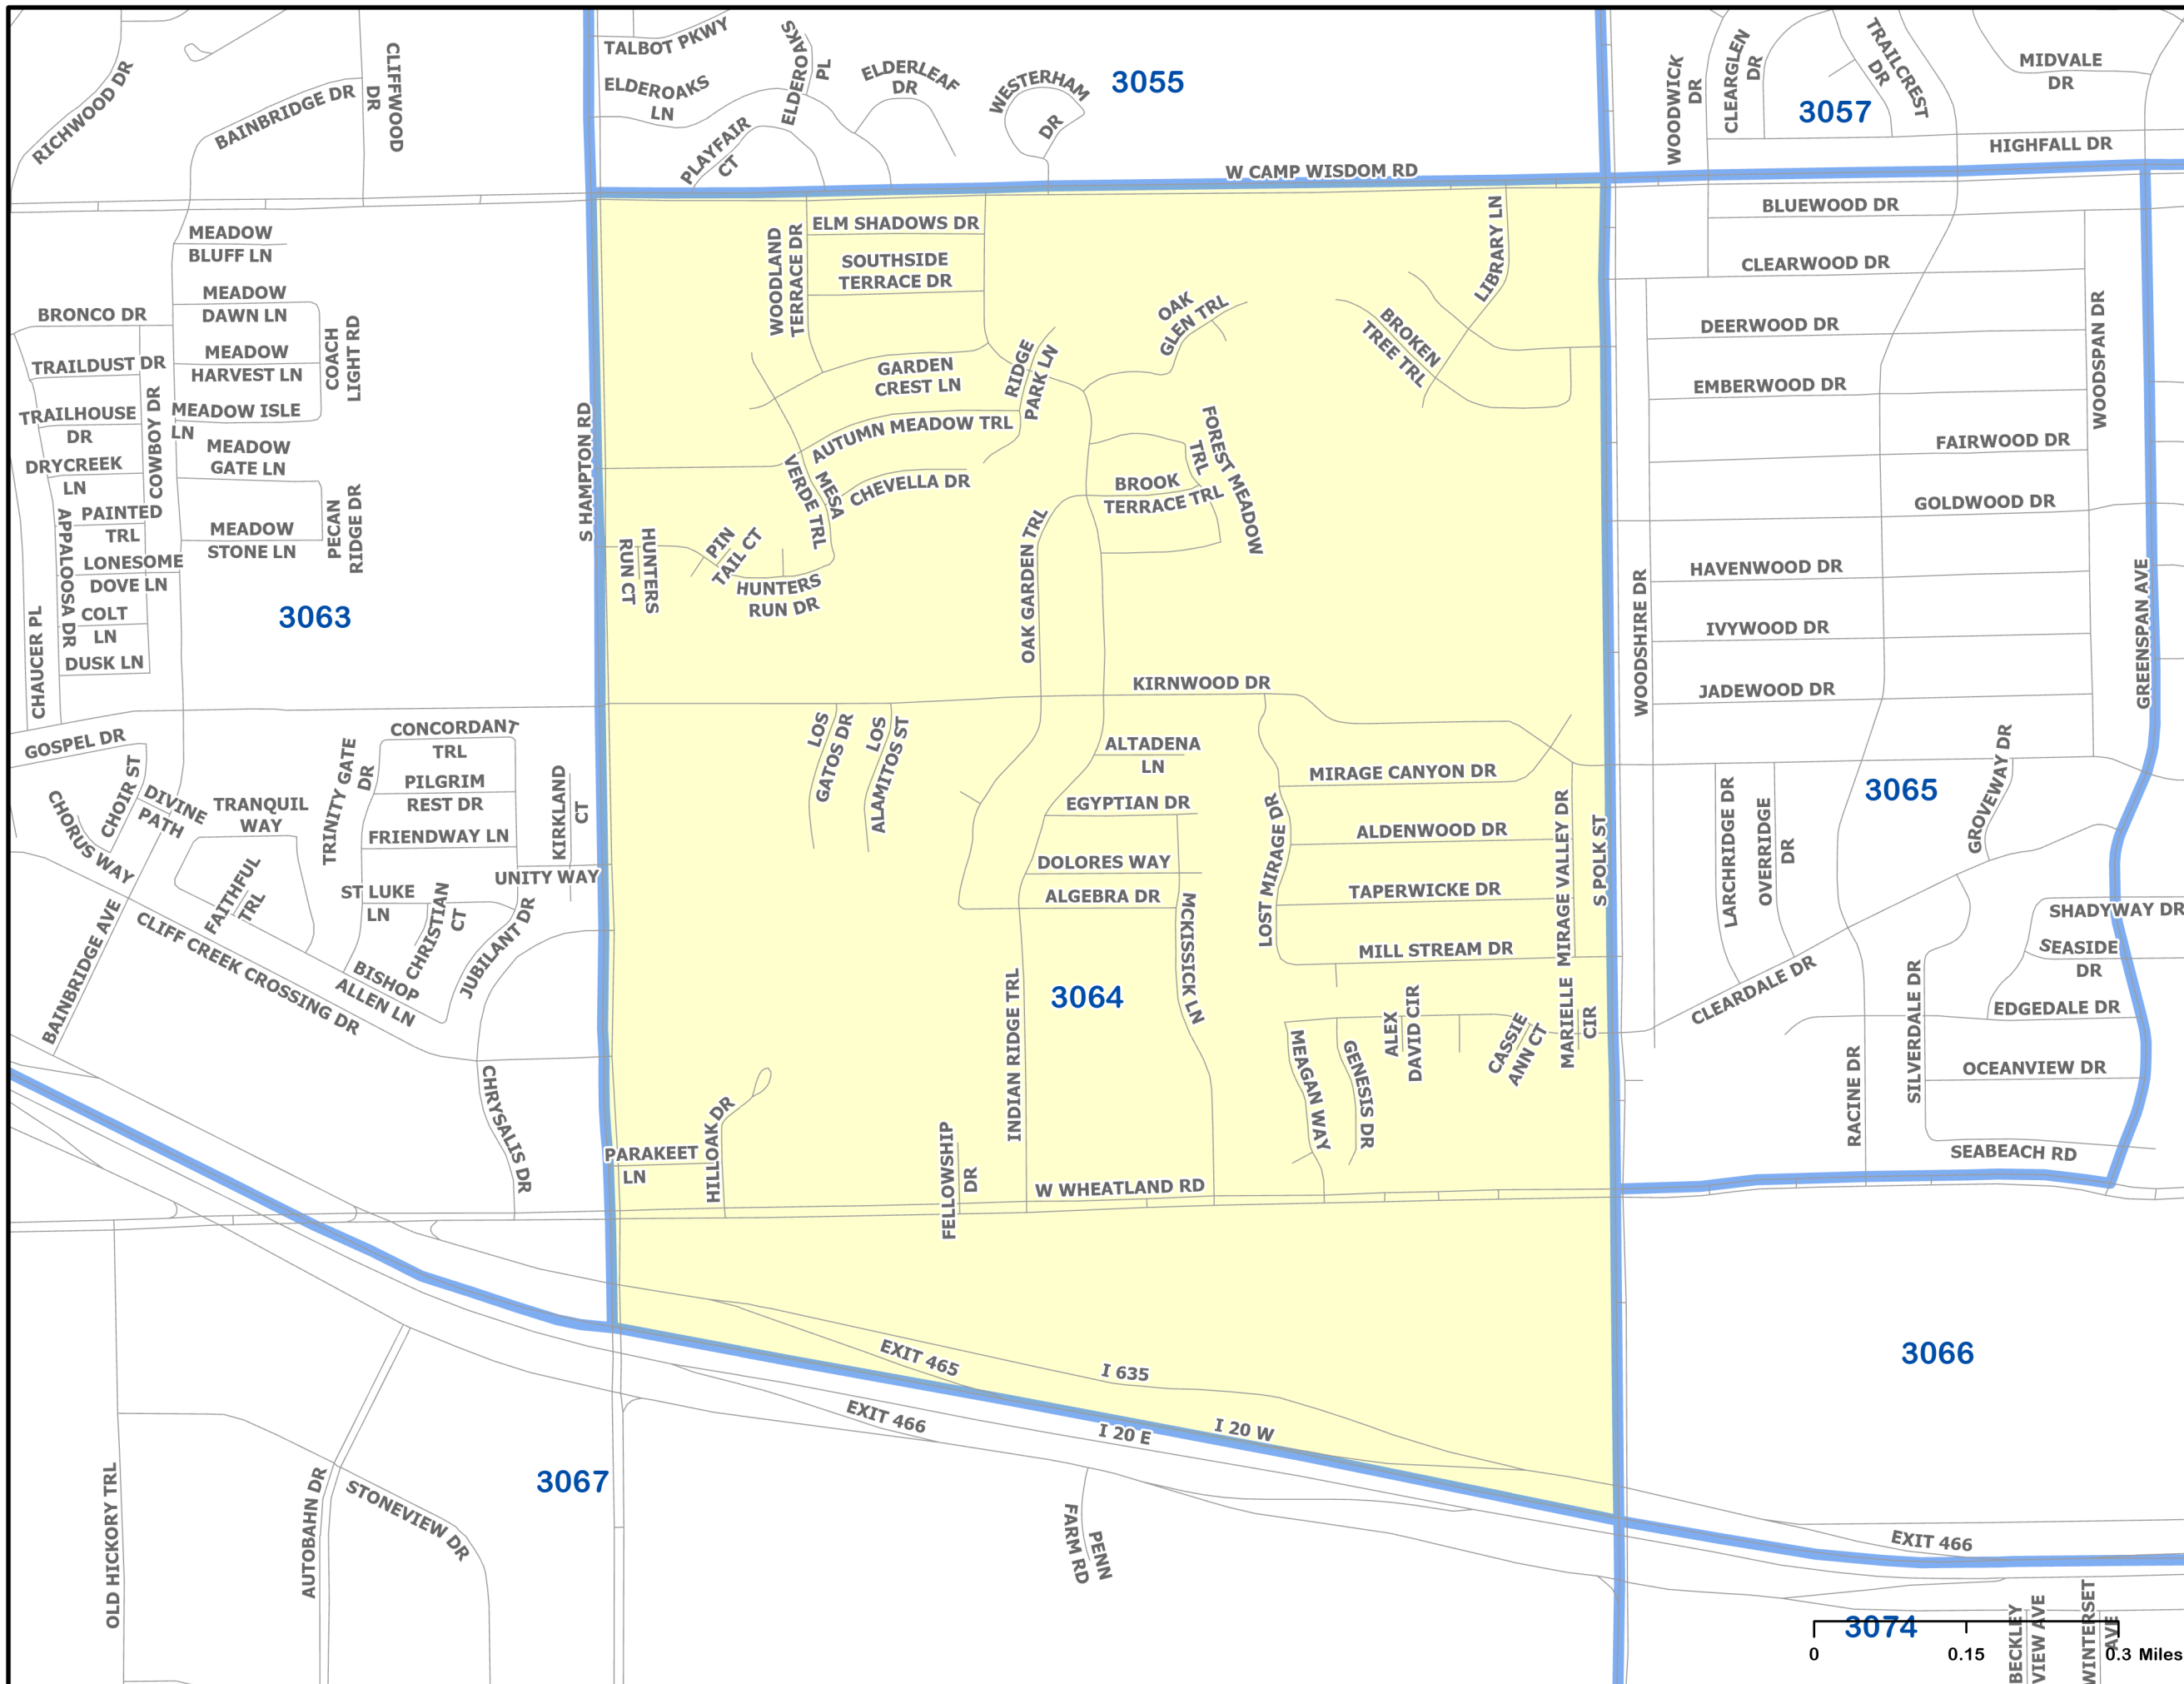 TALBOT PKWY
ELDEROAKS
LN
ELDEROAKS
PL
ELDERLEAF
DR
WESTERHAM
DR
PLAYFAIR
CT
3055
3057
RICHWOOD DR
BAINBRIDGE DR
CLIFFWOOD
DR
WOODWICK
DR
CLEARGLEN
DR
TRAILCREST
DR
MIDVALE
DR
HIGHFALL DR
W CAMP WISDOM RD
MEADOW
BLUFF LN
MEADOW
DAWN LN
BRONCO DR
MEADOW
HARVEST LN
COACH
LIGHT RD
TRAILDUST DR
TRAILHOUSE
DR
MEADOW ISLE
LN
COWBOY DR
DRYCREEK
LN
MEADOW
GATE LN
PAINTED
TRL
APPALOOSA DR
MEADOW
STONE LN
PECAN
RIDGE DR
LONESOME
DOVE LN
COLT
LN
DUSK LN
CHAUCER PL
3063
S HAMPTON RD
WOODLAND
TERRACE DR
ELM SHADOWS DR
SOUTHSIDE
TERRACE DR
GARDEN
CREST LN
RIDGE
PARK LN
OAK
GLEN TRL
LIBRARY LN
BROKEN
TREE TRL
AUTUMN MEADOW TRL
MESA
VERDE TRL
CHEVELLA DR
FOREST MEADOW
TRL
BROOK
TERRACE TRL
OAK GARDEN TRL
HUNTERS
RUN CT
PIN
TAIL CT
HUNTERS
RUN DR
BLUEWOOD DR
CLEARWOOD DR
DEERWOOD DR
EMBERWOOD DR
FAIRWOOD DR
GOLDWOOD DR
HAVENWOOD DR
IVYWOOD DR
JADEWOOD DR
WOODSPAN DR
WOODSHIRE DR
GREENSPAN AVE
KIRNWOOD DR
GOSPEL DR
CHOIR ST
CHORUS WAY
DIVINE
PATH
TRANQUIL
WAY
TRINITY GATE
DR
CONCORDANT
TRL
PILGRIM
REST DR
FRIENDWAY LN
KIRKLAND
CT
UNITY WAY
ST LUKE
LN
CHRISTIAN
CT
JUBILANT DR
FAITHFUL
TRL
BISHOP
ALLEN LN
BAINBRIDGE AVE
CLIFF CREEK CROSSING DR
CHRYSALIS DR
LOS
GATOS DR
LOS
ALAMITOS ST
ALTADENA
LN
EGYPTIAN DR
DOLORES WAY
ALGEBRA DR
MCKISSICK LN
INDIAN RIDGE TRL
3064
LOST MIRAGE DR
MIRAGE CANYON DR
ALDENWOOD DR
TAPERWICKE DR
MILL STREAM DR
MIRAGE VALLEY DR
S POLK ST
MEAGAN WAY
GENESIS DR
ALEX
DAVID CIR
CASSIE
ANN CT
MARIELLE
CIR
3065
LARCHRIDGE DR
OVERRIDGE
DR
GROVEWAY DR
CLEARDALE DR
SHADYWAY DR
SEASIDE
DR
EDGEDALE DR
OCEANVIEW DR
SILVERDALE DR
RACINE DR
SEABEACH RD
PARAKEET
LN
HILLOAK DR
FELLOWSHIP
DR
W WHEATLAND RD
3066
EXIT 465
EXIT 466
I 635
I 20 E
I 20 W
EXIT 466
3067
OLD HICKORY TRL
AUTOBAHN DR
STONEVIEW DR
PENN
FARM RD
3074
BECKLEY
VIEW AVE
WINTERSET
AVE
0 0.15 0.3 Miles